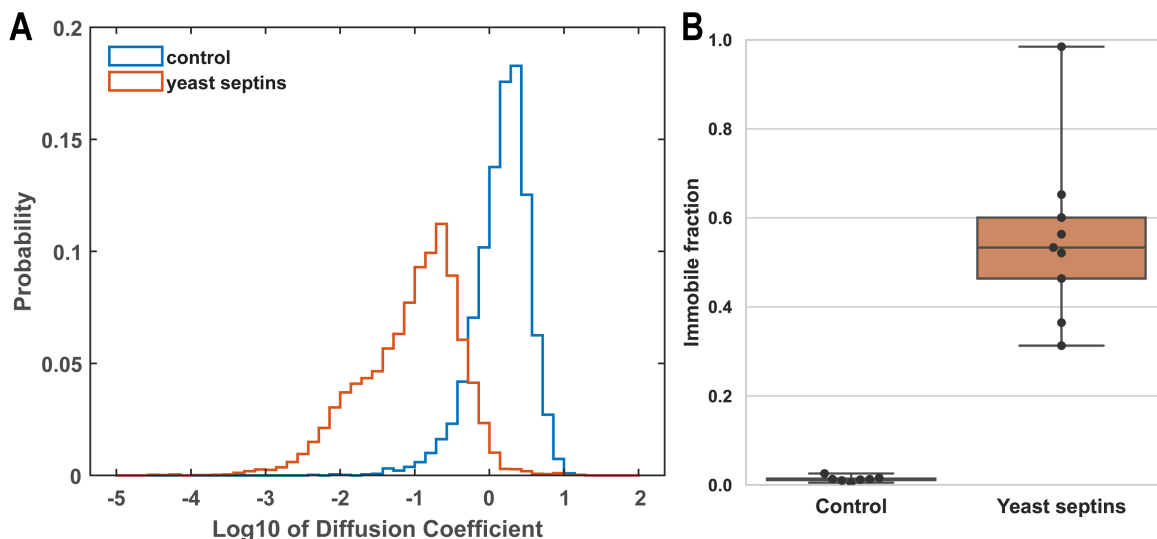 A
0.2
0.15
0.1
0.05
0
Probability
control
yeast septins
-5 -4 -3 -2 -1 0 1 2
Log10 of Diffusion Coefficient
B
1.0
0.8
0.6
0.4
0.2
0.0
Immobile fraction
Control Yeast septins